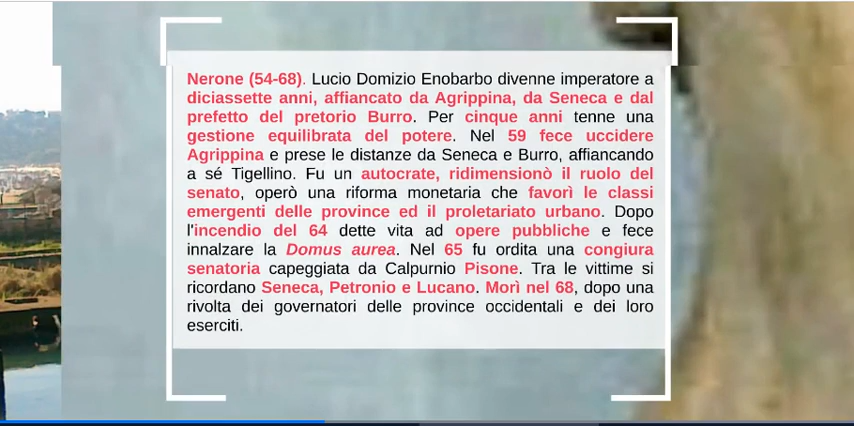 Nerone (54-68). Lucio Domizio Enobarbo divenne imperatore a
diciassette anni, affiancato da Agrippina, da Seneca e dal
prefetto del pretorio Burro. Per cinque anni tenne una
gestione equilibrata del potere. Nel 59 fece uccidere
Agrippina e prese le distanze da Seneca e Burro, affiancando
a sé Tigellino. Fu un autocrate, ridimensionò il ruolo del
senato, operò una riforma monetaria che favorì le classi
emergenti delle province ed il proletariato urbano. Dopo
l'incendio del 64 dette vita ad opere pubbliche e fece
innalzare la Domus aurea. Nel 65 fu ordita una congiura
senatoria capeggiata da Calpurnio Pisone. Tra le vittime si
ricordano Seneca, Petronio e Lucano. Morì nel 68, dopo una
rivolta dei governatori delle province occidentali e dei loro
eserciti.